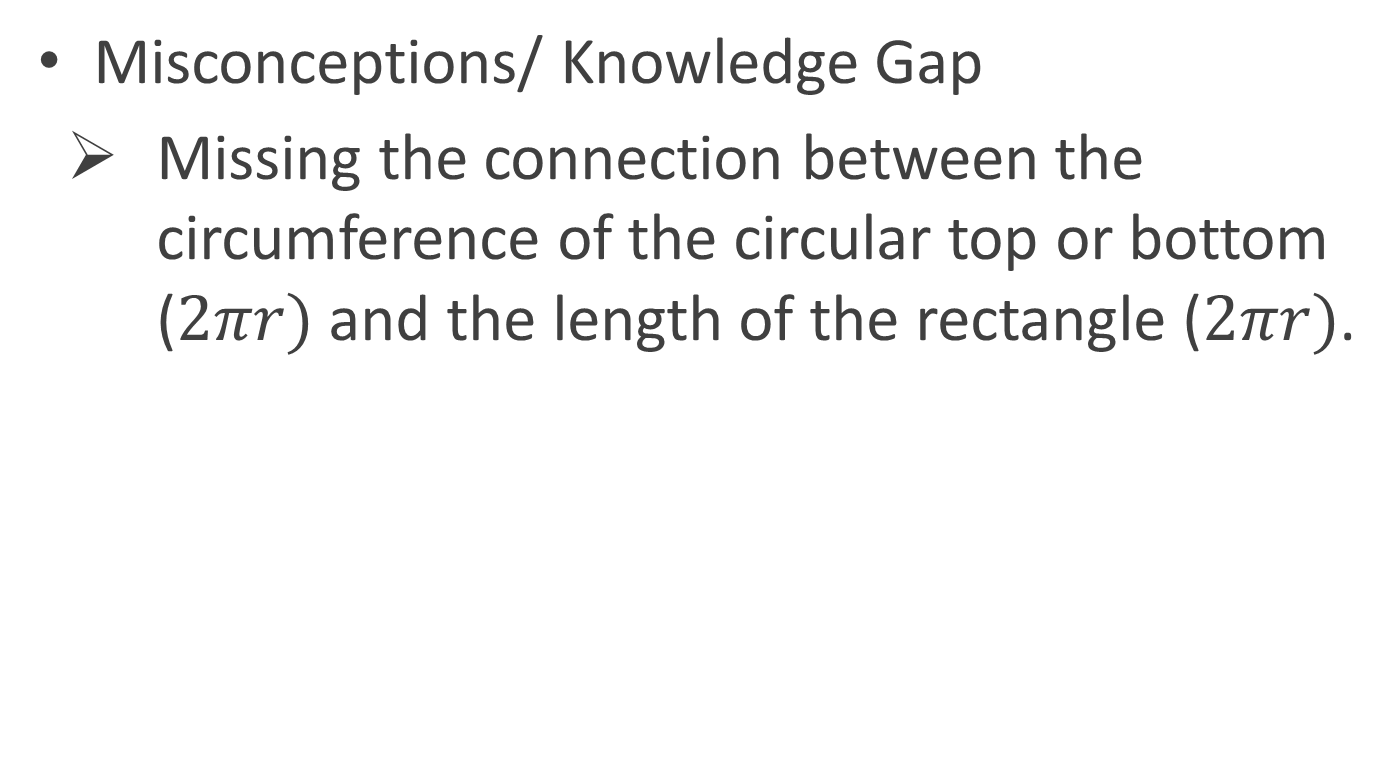 • Misconceptions/ Knowledge Gap
➢ Missing the connection between the
circumference of the circular top or bottom
(2𝜋𝑟) and the length of the rectangle (2𝜋𝑟).